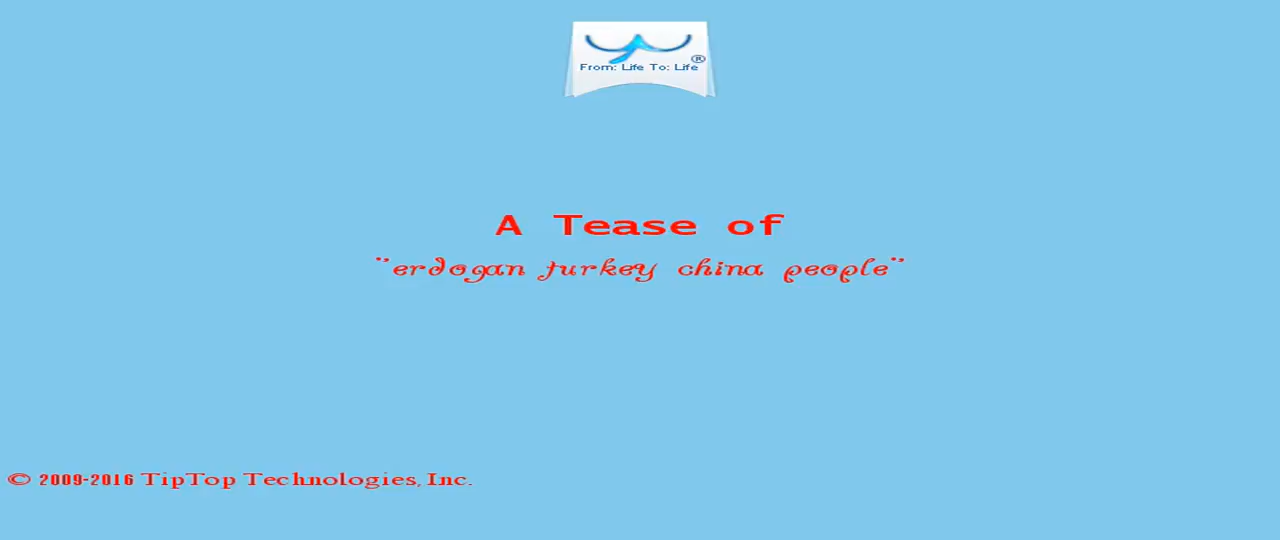 From: Life To: Life ®
A Tease of
"erdogan turkey china people"
© 2009-2016 TipTop Technologies, Inc.